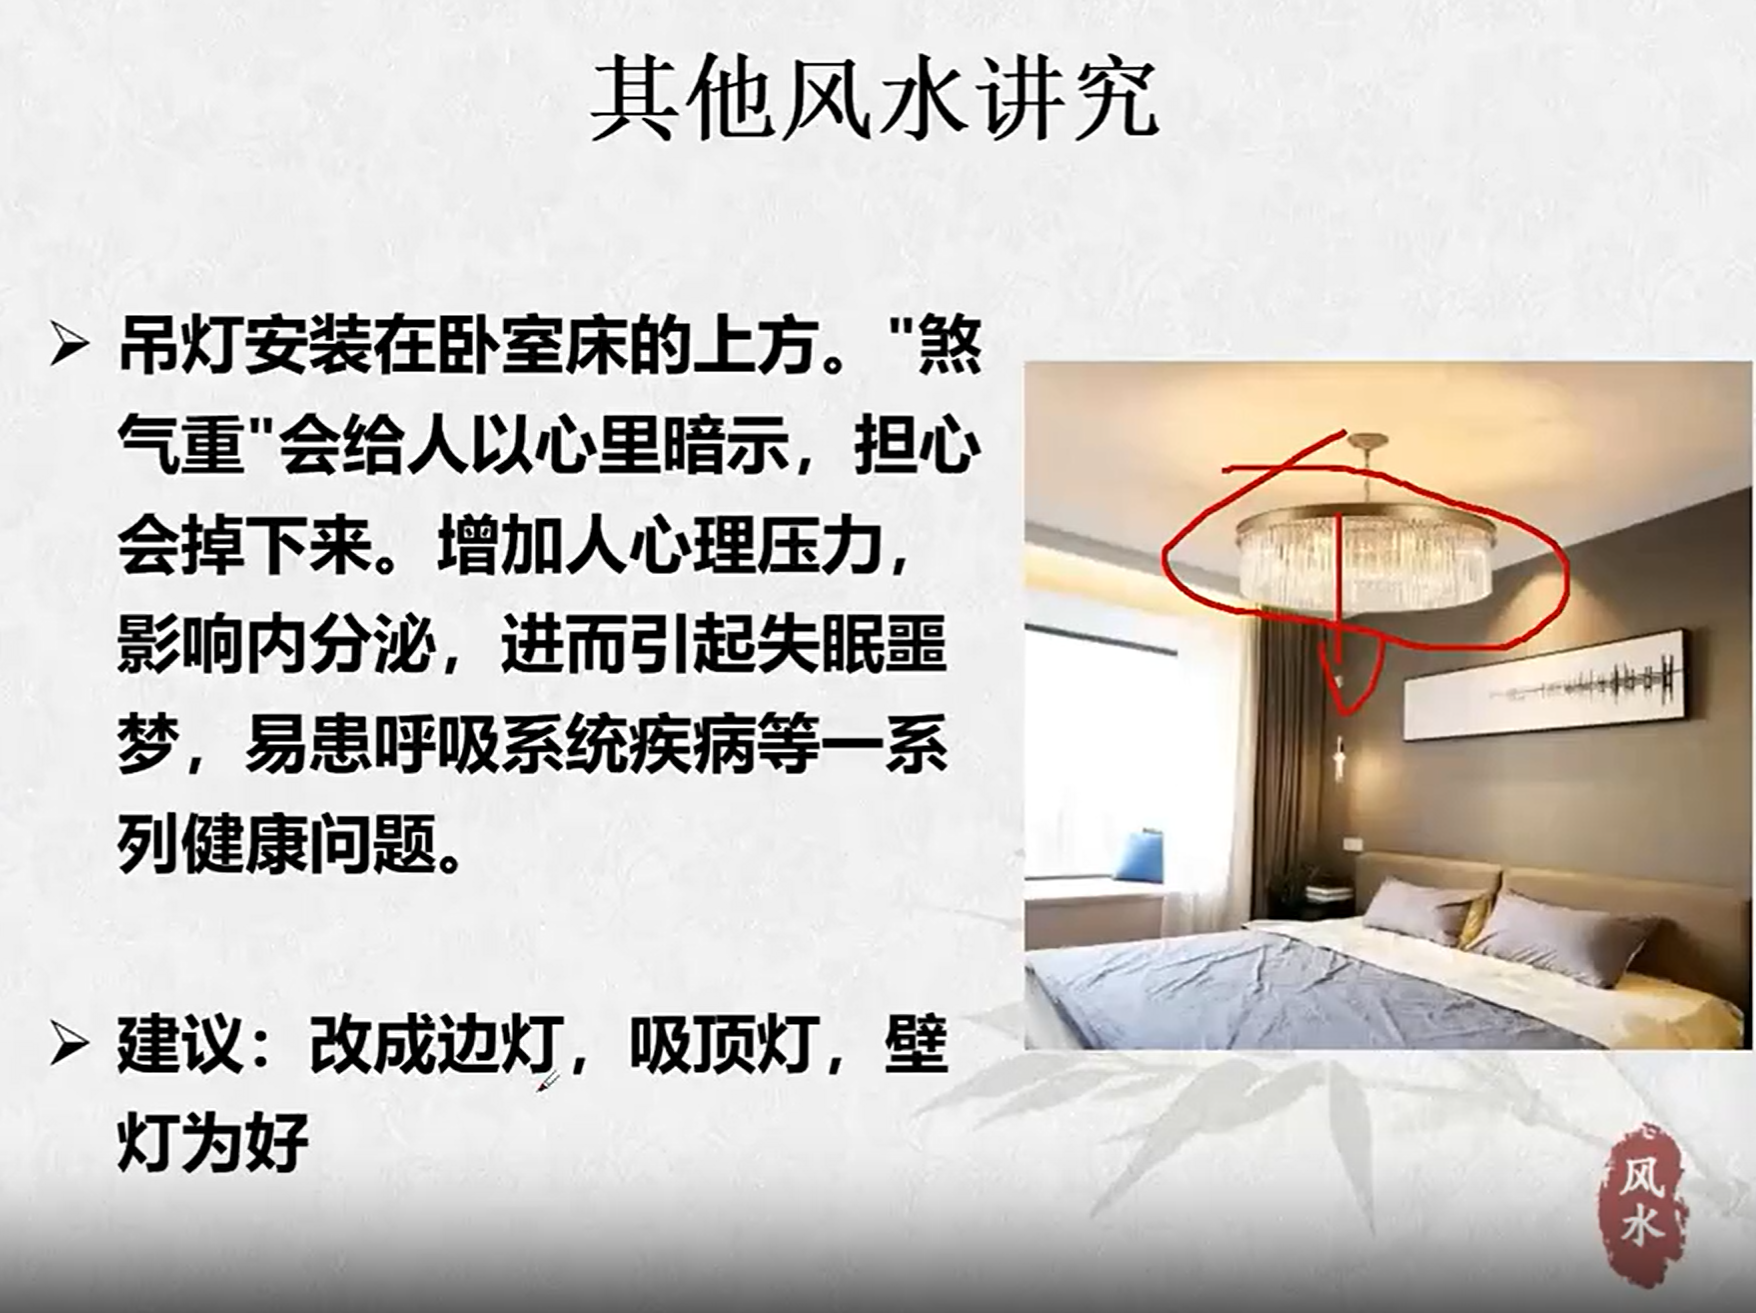 其他风水讲究
吊灯安装在卧室床的上方。"煞
气重"会给人以心里暗示，担心
会掉下来。增加人心理压力，
影响内分泌，进而引起失眠噩
梦，易患呼吸系统疾病等一系
列健康问题。
建议：改成边灯，吸顶灯，壁
灯为好
风
水